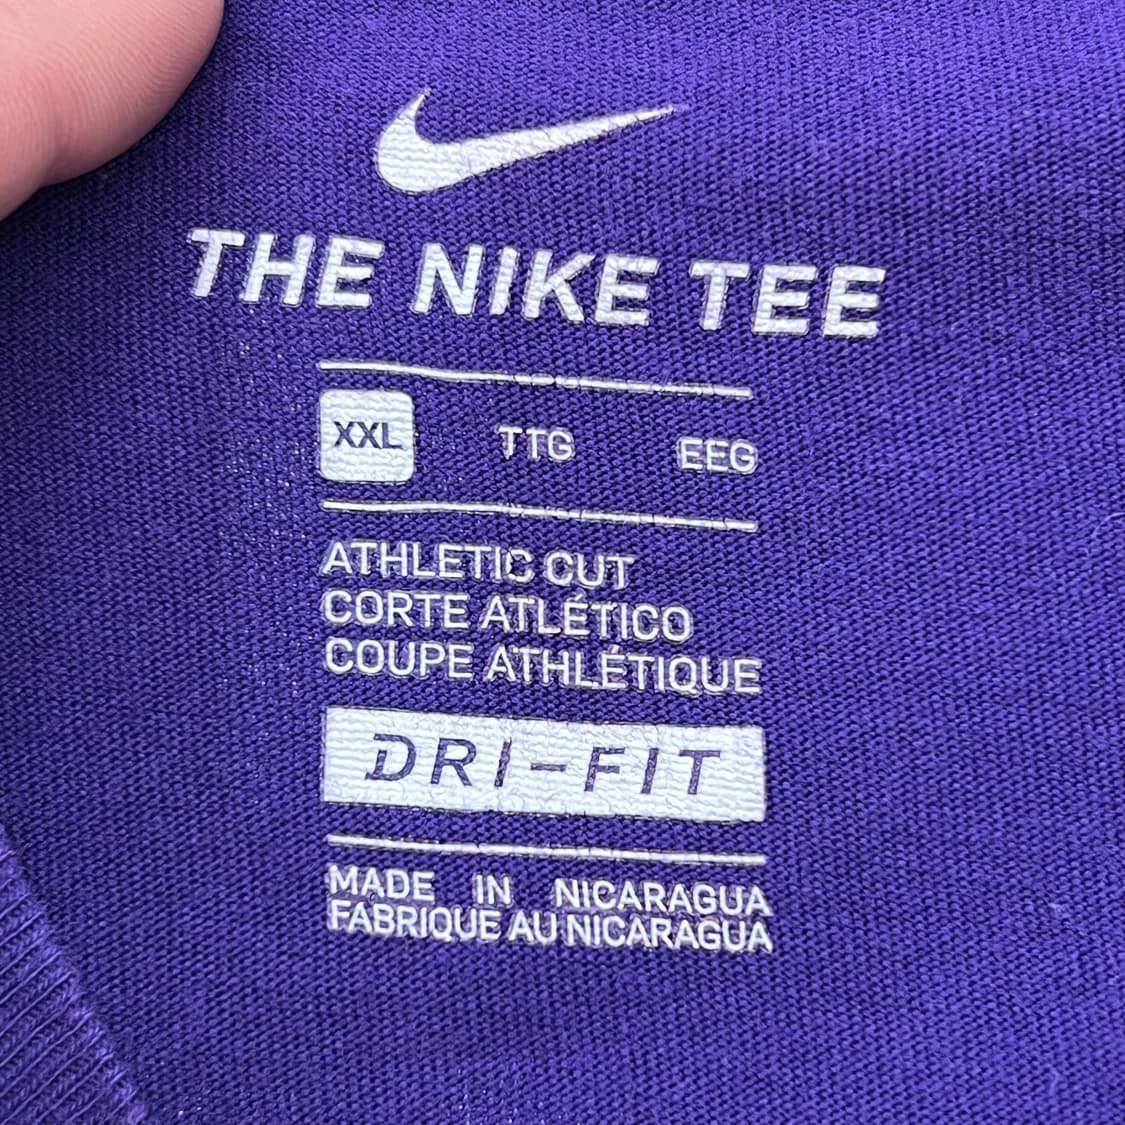 THE NIKE TEE
XXL TTG EEG
ATHLETIC CUT
CORTE ATLÉTICO
COUPE ATHLÉTIQUE
DRI-FIT
MADE IN NICARAGUA
FABRIQUE AU NICARAGUA